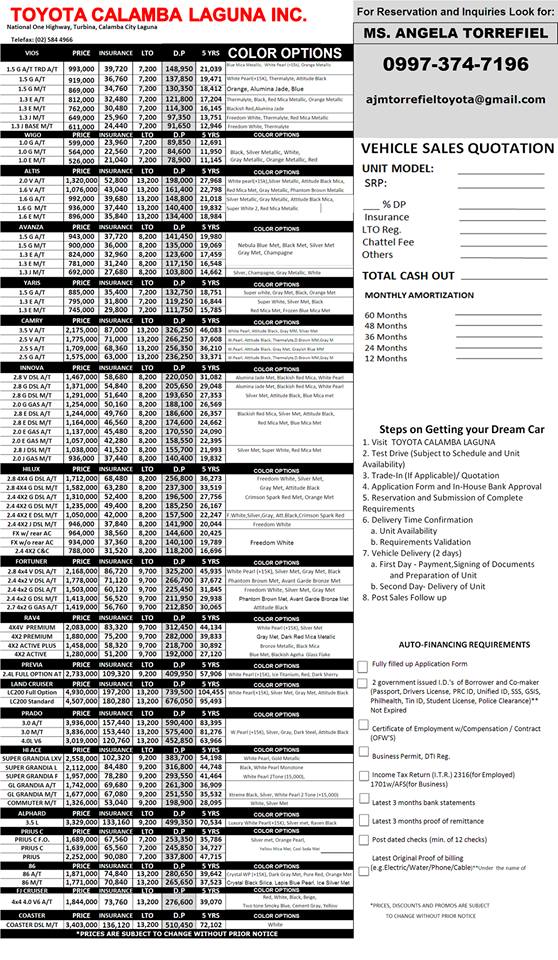 TOYOTA CALAMBA LAGUNA INC.
National One Highway, Turbina, Calamba City Laguna
Telefax: (02) 584 4966
VIOS PRICE INSURANCE LTO D.P 5 YRS COLOR OPTIONS
1.5 G A/T TRD A/T 993,000 39,720 8,200 148,950 21,039 Blue Mica Metallic, White Pearl (+15k), Orange Metallic
1.5 G A/T 919,000 36,760 8,200 137,850 19,471 White Pearl(+15K), Thermalyte, Attitude Black
1.5 G M/T 869,000 34,760 8,200 130,350 18,412 Orange, Alumina Jade, Blue
1.3 E A/T 812,000 32,480 8,200 121,800 17,204 Thermalyte, Black, Red Mica Metallic, Orange Metallic
1.3 E M/T 762,000 30,480 8,200 114,300 16,145 Blackish Red,Alumina Jade
1.3 J M/T 649,000 25,960 8,200 97,350 13,751 Freedom White, Thermalyte, Red Mica Metallic
1.3 J BASE M/T 611,000 24,440 8,200 91,650 12,946 Freedom White, Thermalyte
WIGO PRICE INSURANCE LTO D.P 5 YRS COLOR OPTIONS
1.0 G A/T 599,000 23,960 7,200 89,850 12,691
1.0 G M/T 564,000 22,560 7,200 84,600 11,950 Black, Silver Metallic, White,
1.0 E M/T 526,000 21,040 7,200 78,900 11,145 Gray Metallic, Orange Metallic, Red
ALTIS PRICE INSURANCE LTO D.P 5 YRS COLOR OPTIONS
2.0 V A/T 1,320,000 52,800 13,200 198,000 27,968 White pearl(+15K),Silver Metallic, Attitude Black Mica,
1.6 V A/T 1,076,000 43,040 13,200 161,400 22,798 Red Mica Met, Gray Metallic, Phantom Brown Metallic
1.6 G A/T 992,000 39,680 13,200 148,800 21,018 Silver Metallic, Gray Metallic, Attitude Black Mica,
1.6 G M/T 936,000 37,440 13,200 140,400 19,832 Super White 2, Red Mica Metallic
1.6 E M/T 896,000 35,840 13,200 134,400 18,984
AVANZA PRICE INSURANCE LTO D.P 5 YRS COLOR OPTIONS
1.5 G A/T 943,000 37,720 8,200 141,450 19,980
1.5 G M/T 900,000 36,000 8,200 135,000 19,069 Nebula Blue Met, Black Met, Silver Met
1.3 E A/T 824,000 32,960 8,200 123,600 17,459 Gray Met, Champagne
1.3 E M/T 781,000 31,240 8,200 117,150 16,548
1.3 J M/T 692,000 27,680 8,200 103,800 14,662 Silver, Champagne, Gray Metallic, White
YARIS PRICE INSURANCE LTO D.P 5 YRS COLOR OPTIONS
1.5 G A/T 885,000 35,400 8,200 132,750 18,751 Super white, Gray Met, Black, Orange Met
1.3 E A/T 795,000 31,800 8,200 119,250 16,844 Super White, Silver Met, Black
1.3 E M/T 745,000 29,800 8,200 111,750 15,785 Red Mica Met, Frozen Blue Mica Met
CAMRY PRICE INSURANCE LTO D.P 5 YRS COLOR OPTIONS
3.5 V A/T 2,175,000 87,000 13,200 326,250 46,083 White Pearl, Attitude Black, Gray MM, Silver Met
2.5 V A/T 1,775,000 71,000 13,200 266,250 37,608 W.Pearl, Attitude Black, Thermalyte,D.Brown MM,Gray M
2.5 S A/T 1,709,000 68,360 13,200 256,350 36,210 W.Pearl, Attitude Black, Gray Met, Grayish Blue MM
2.5 G A/T 1,575,000 63,000 13,200 236,250 33,371 W.Pearl, Attitude Black, Thermalyte,D.Brown MM,Gray M
INNOVA PRICE INSURANCE LTO D.P 5 YRS COLOR OPTIONS
2.8 V DSL A/T 1,467,000 58,680 8,200 220,050 31,082 Alumina Jade Met, Blackish Red Mica, White Pearl
2.8 G DSL A/T 1,371,000 54,840 8,200 205,650 29,048 Alumina Jade Met, Blackish Red Mica Met, White Pearl
2.8 G DSL M/T 1,291,000 51,640 8,200 193,650 27,353 Silver Met, Attitude Black, Blue Mica met
2.0 G GAS A/T 1,254,000 50,160 8,200 188,100 26,569
2.8 E DSL A/T 1,244,000 49,760 8,200 186,600 26,357 Blackish Red Mica, Silver Met, Attitude Black,
2.8 E DSL M/T 1,164,000 46,560 8,200 174,600 24,662 Red Mica Met, Blue Mica Met
2.0 E GAS A/T 1,137,000 45,480 8,200 170,550 24,090
2.0 E GAS M/T 1,057,000 42,280 8,200 158,550 22,395
2.8 J DSL M/T 1,038,000 41,520 8,200 155,700 21,993 Silver Met, Super White, Red Mica Met
2.0 J GAS M/T 936,000 37,440 8,200 140,400 19,832
HILUX PRICE INSURANCE LTO D.P 5 YRS COLOR OPTIONS
2.8 4X4 G DSL A/T 1,712,000 68,480 8,200 256,800 36,273 Freedom White, Silver Met,
2.8 4X4 G DSL M/T 1,582,000 63,280 8,200 237,300 33,519 Gray Met, Attitude Black
2.4 4X2 G DSL A/T 1,310,000 52,400 8,200 196,500 27,756 Crimson Spark Red Met, Orange Met
2.4 4X2 G DSL M/T 1,235,000 49,400 8,200 185,250 26,167
2.4 4X2 E DSL M/T 1,050,000 42,000 8,200 157,500 22,247 F.White,Silver,Gray, Att.Black,Crimson Spark Red
2.4 4X2 J DSL M/T 946,000 37,840 8,200 141,900 20,044 Freedom White
FX w/rear AC 964,000 38,560 8,200 144,600 20,425
FX w/o rear AC 934,000 37,360 8,200 140,100 19,789 Freedom White
2.4 4X2 C&C 788,000 31,520 8,200 118,200 16,696
FORTUNER PRICE INSURANCE LTO D.P 5 YRS COLOR OPTIONS
2.8 4x4 V DSL A/T 2,168,000 86,720 9,700 325,200 45,935 White Pearl (+15K), Silver Met, Gray Met, Black
2.4 4x2 V DSL A/T 1,778,000 71,120 9,700 266,700 37,672 Phantom Brown Met, Avant Garde Bronze Met
2.4 4x2 G DSL A/T 1,503,000 60,120 9,700 225,450 31,845 Freedom White, Silver Met, Gray Met
2.4 4x2 G DSL M/T 1,413,000 56,520 9,700 211,950 29,938 Phantom Brown Met, Avant Garde Bronze Met
2.7 4x2 G GAS A/T 1,419,000 56,760 9,700 212,850 30,065 Attitude Black
RAV4 PRICE INSURANCE LTO D.P 5 YRS COLOR OPTIONS
4X4V PREMIUM 2,083,000 83,320 9,700 312,450 44,134 White Pearl (+15K), Silver Met
4X2 PREMIUM 1,880,000 75,200 9,700 282,000 39,833 Gray Met, Dark Red Mica Metallic
4X2 ACTIVE PLUS 1,458,000 58,320 9,700 218,700 30,892 Bronze Metallic, Black Mica
4X2 ACTIVE 1,280,000 51,200 9,700 192,000 27,120 Blue Met, Blackish Ageha Glass Flake
PREVIA PRICE INSURANCE LTO D.P 5 YRS COLOR OPTIONS
2.4L FULL OPTION AT 2,733,000 109,320 13,200 409,950 57,906 White Pearl(+15k), Ice Titanium, Red, Dark Sherry
LAND CRUISER PRICE INSURANCE LTO D.P 5 YRS COLOR OPTIONS
LC200 Full Option 4,930,000 197,200 13,200 739,500 104,455 White Pearl(+15K), Silver Met, Gray Met, Attitude Black
LC200 Standard 4,507,000 180,280 13,200 676,050 95,493
PRADO PRICE INSURANCE LTO D.P 5 YRS COLOR OPTIONS
3.0 A/T 3,936,000 157,440 13,200 590,400 83,395
3.0 M/T 3,836,000 153,440 13,200 575,400 81,276 W.Pearl(+15K), Silver, Gray, Dark Steel, Attitude Black
4.0L V6 3,019,000 120,760 13,200 452,850 63,966
HI ACE PRICE INSURANCE LTO D.P 5 YRS COLOR OPTIONS
SUPER GRANDIA LXV 2,558,000 102,320 9,200 383,700 54,198 White Pearl, Gold Metallic
SUPER GRANDIA L 2,112,000 84,480 9,200 316,800 44,748 White Pearl Monotone
SUPER GRANDIA F 1,957,000 78,280 9,200 293,550 41,464 White Pearl 2Tone (15,000),
GL GRANDIA A/T 1,742,000 69,680 9,200 261,300 36,909
GL GRANDIA M/T 1,677,000 67,080 9,200 251,550 35,532 Xtreme Black, Silver, White Pearl 2 Tone (+15,000)
COMMUTER M/T 1,326,000 53,040 9,200 198,900 28,095 White, Silver Met
ALPHARD PRICE INSURANCE LTO D.P 5 YRS COLOR OPTIONS
3.5 L 3,329,000 133,160 9,200 499,350 70,534 Luxury White Pearl(+15K), Silver met, Raven Black
PRIUS C PRICE INSURANCE LTO D.P 5 YRS COLOR OPTIONS
PRIUS C F.O. 1,689,000 67,560 7,200 253,350 35,786 Silver met, Orange Pearl,
PRIUS C 1,639,000 65,560 7,200 245,850 34,727 Yellow Mica Met, Cool Soda Met
PRIUS 2,252,000 90,080 7,200 337,800 47,715
86 PRICE INSURANCE LTO D.P 5 YRS COLOR OPTIONS
86 A/T 1,871,000 74,840 13,200 280,650 39,642 Crystal WP (+15K), Dark Gray Met, Pure Red, Orange Met
86 M/T 1,771,000 70,840 13,200 265,650 37,523 Crystal Black Silica, Lapis Blue Pearl, Ice Silver Met
FJ CRUISER PRICE INSURANCE LTO D.P 5 YRS COLOR OPTIONS
4x4 4.0 V6 A/T 1,844,000 73,760 13,200 276,600 39,070 Red, White, Black, Beige,
Two tone Smoky Blue, Cement Gray, Yellow
COASTER PRICE INSURANCE LTO D.P 5 YRS COLOR OPTIONS
COASTER DSL M/T 3,403,000 136,120 13,200 510,450 72,102 White
*PRICES ARE SUBJECT TO CHANGE WITHOUT PRIOR NOTICE
For Reservation and Inquiries Look for:
MS. ANGELA TORREFIEL
0997-374-7196
ajmtorrefieltoyota@gmail.com
VEHICLE SALES QUOTATION
UNIT MODEL:
SRP:
___ % DP
Insurance
LTO Reg.
Chattel Fee
Others
TOTAL CASH OUT
MONTHLY AMORTIZATION
60 Months
48 Months
36 Months
24 Months
12 Months
Steps on Getting your Dream Car
1. Visit TOYOTA CALAMBA LAGUNA
2. Test Drive (Subject to Schedule and Unit
Availability)
3. Trade-In (If Applicable)/ Quotation
4. Application Form and In-House Bank Approval
5. Reservation and Submission of Complete
Requirements
6. Delivery Time Confirmation
a. Unit Availability
b. Requirements Validation
7. Vehicle Delivery (2 days)
a. First Day - Payment,Signing of Documents
and Preparation of Unit
b. Second Day- Delivery of Unit
8. Post Sales Follow up
AUTO-FINANCING REQUIREMENTS
Fully filled up Application Form
2 government issued I.D.'s of Borrower and Co-maker
(Passport, Drivers License, PRC ID, Unified ID, SSS, GSIS,
Philhealth, Tin ID, Student License, Police Clearance)**
Not Expired
Certificate of Employment w/Compensation / Contract
(OFW'S)
Business Permit, DTI Reg.
Income Tax Return (I.T.R.) 2316(for Employed)
1701w/AFS(for Business)
Latest 3 months bank statements
Latest 3 months proof of remittance
Post dated checks (min. of 12 checks)
Latest Original Proof of billing
(e.g.Electric/Water/Phone/Cable)**Under the name of
*PRICES, DISCOUNTS AND PROMOS ARE SUBJECT
TO CHANGE WITHOUT PRIOR NOTICE